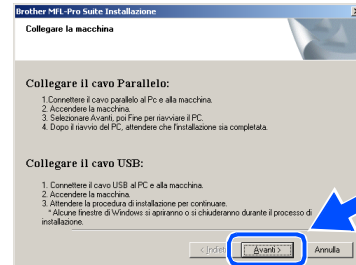 Brother MFL-Pro Suite Installazione
Collegare la macchina
Collegare il cavo Parallelo:
1.Connettere il cavo parallelo al Pc e alla macchina.
2. Accendere la macchina.
3. Selezionare Avanti, poi Fine per riavviare il PC.
4. Dopo il riavvio del PC, attendere che l'installazione sia completata.
Collegare il cavo USB:
1. Connettere il cavo USB al PC e alla macchina.
2. Accendere la macchina.
3. Attendere la procedura di installazione per continuare.
* Alcune finestre di Windows si apriranno o si chiuderanno durante il processo di
installazione.
Avanti > Annulla